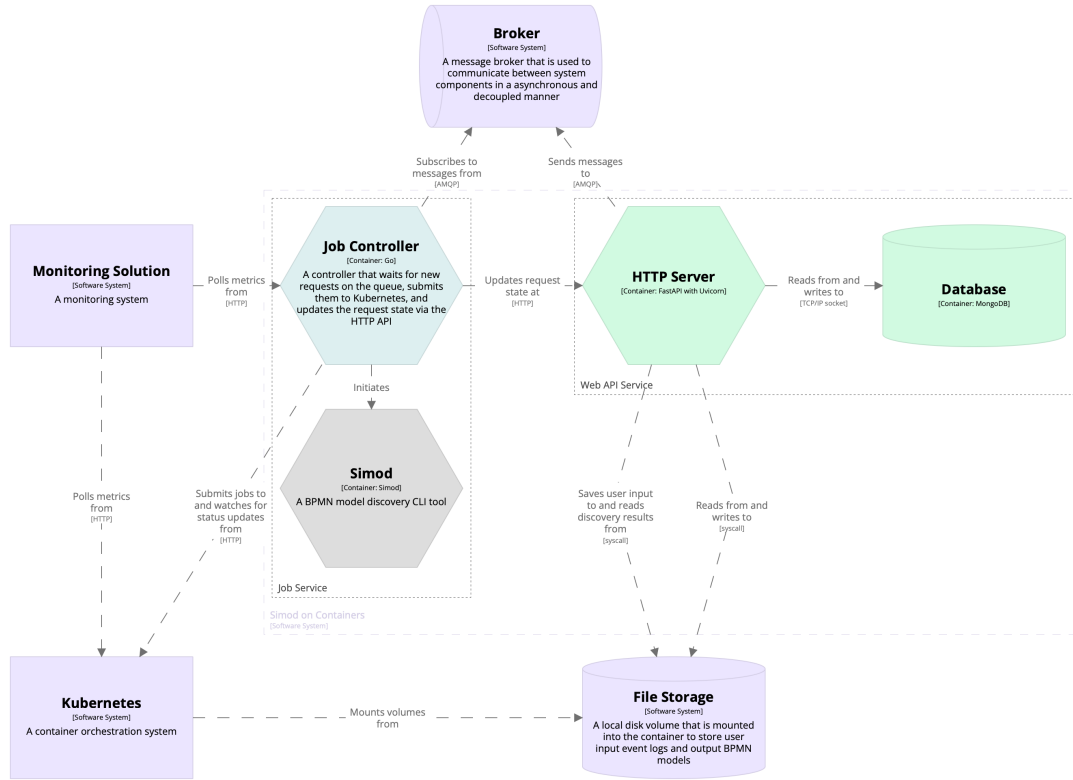 Broker
[Software System]
A message broker that is used to
communicate between system
components in a asynchronous and
decoupled manner
Subscribes to
messages from
[AMQP]
Sends messages
to
[AMQP]
Monitoring Solution
[Software System]
A monitoring system
Polls metrics
from
[HTTP]
Job Controller
[Container: Go]
A controller that waits for new
requests on the queue, submits
them to Kubernetes, and
updates the request state via the
HTTP API
Updates request
state at
[HTTP]
HTTP Server
[Container: FastAPI with Uvicorn]
Reads from and
writes to
[TCP/IP socket]
Database
[Container: MongoDB]
Web API Service
Initiates
Simod
[Container: Simod]
A BPMN model discovery CLI tool
Polls metrics
from
[HTTP]
Submits jobs to
and watches for
status updates
from
[HTTP]
Saves user input
to and reads
discovery results
from
[syscall]
Reads from and
writes to
[syscall]
Job Service
Simod on Containers
[Software System]
Kubernetes
[Software System]
A container orchestration system
Mounts volumes
from
File Storage
[Software System]
A local disk volume that is mounted
into the container to store user
input event logs and output BPMN
models